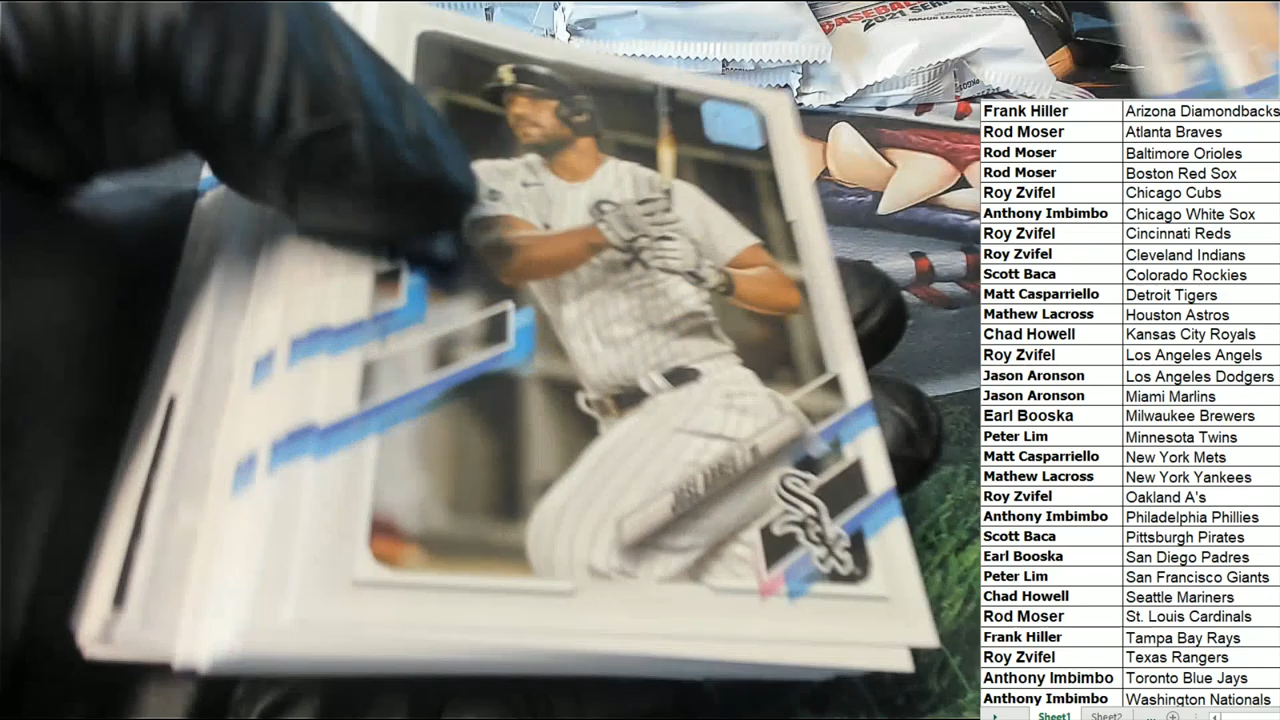 BASEBALL
2021 SERIES
MAJOR LEAGUE BASEBALL
Frank Hiller Arizona Diamondbacks
Rod Moser Atlanta Braves
Rod Moser Baltimore Orioles
Rod Moser Boston Red Sox
Roy Zvifel Chicago Cubs
Anthony Imbimbo Chicago White Sox
Roy Zvifel Cincinnati Reds
Roy Zvifel Cleveland Indians
Scott Baca Colorado Rockies
Matt Casparriello Detroit Tigers
Mathew Lacross Houston Astros
Chad Howell Kansas City Royals
Roy Zvifel Los Angeles Angels
Jason Aronson Los Angeles Dodgers
Jason Aronson Miami Marlins
Earl Booska Milwaukee Brewers
Peter Lim Minnesota Twins
Matt Casparriello New York Mets
Mathew Lacross New York Yankees
Roy Zvifel Oakland A's
Anthony Imbimbo Philadelphia Phillies
Scott Baca Pittsburgh Pirates
Earl Booska San Diego Padres
Peter Lim San Francisco Giants
Chad Howell Seattle Mariners
Rod Moser St. Louis Cardinals
Frank Hiller Tampa Bay Rays
Roy Zvifel Texas Rangers
Anthony Imbimbo Toronto Blue Jays
Anthony Imbimbo Washington Nationals
Sheet1 Sheet2 ...
Sox